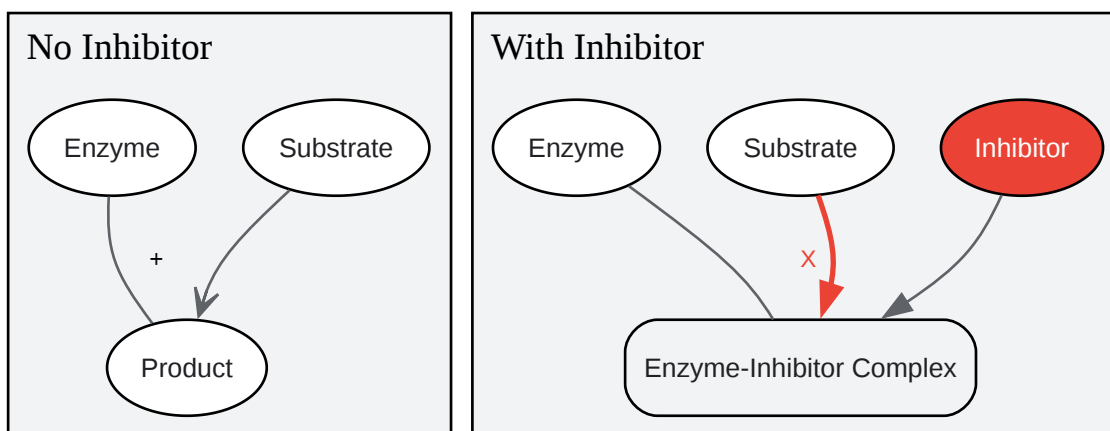 No Inhibitor
Enzyme
Substrate
+
Product
With Inhibitor
Enzyme
Substrate
Inhibitor
X
Enzyme-Inhibitor Complex